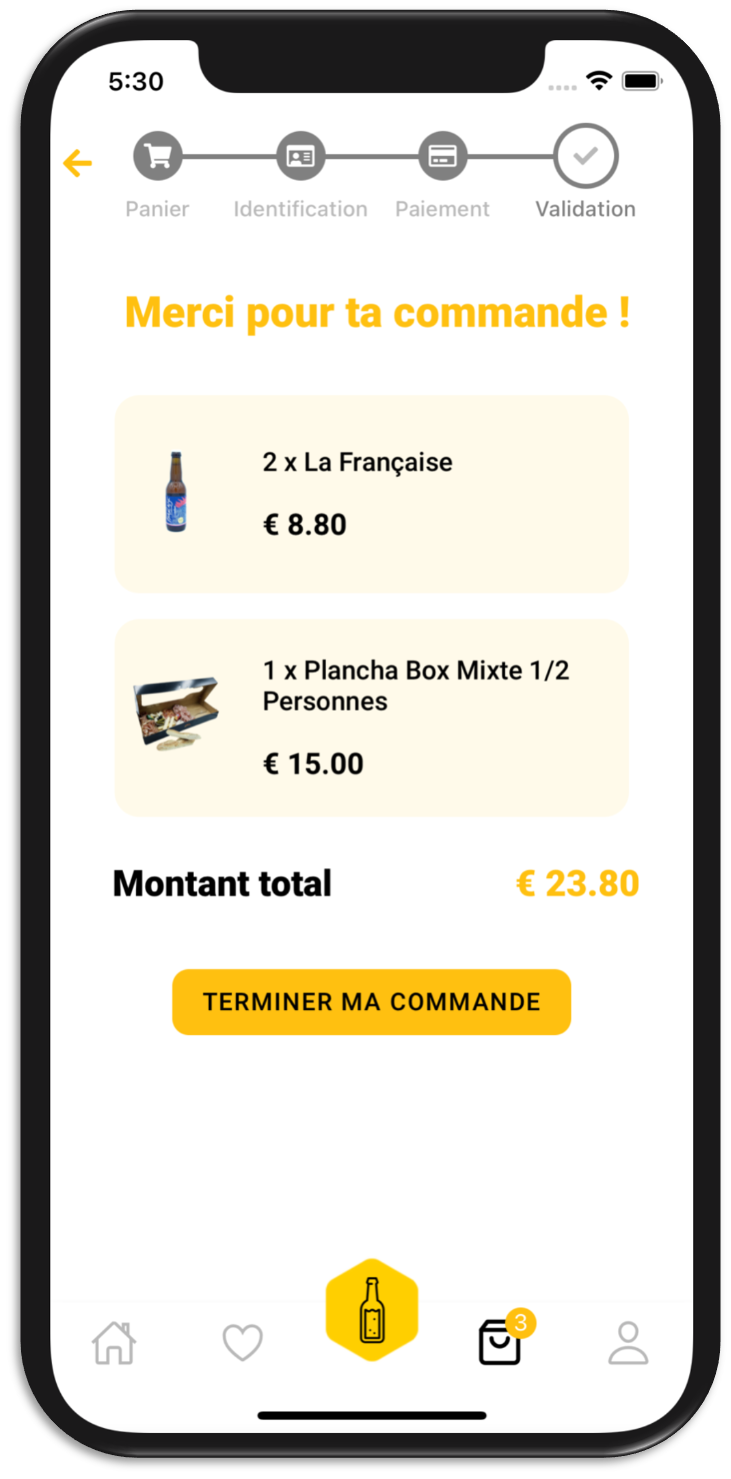 5:30
Panier
Identification
Paiement
Validation
Merci pour ta commande !
2 x La Française
€ 8.80
1 x Plancha Box Mixte 1/2
Personnes
€ 15.00
Montant total
€ 23.80
TERMINER MA COMMANDE
3